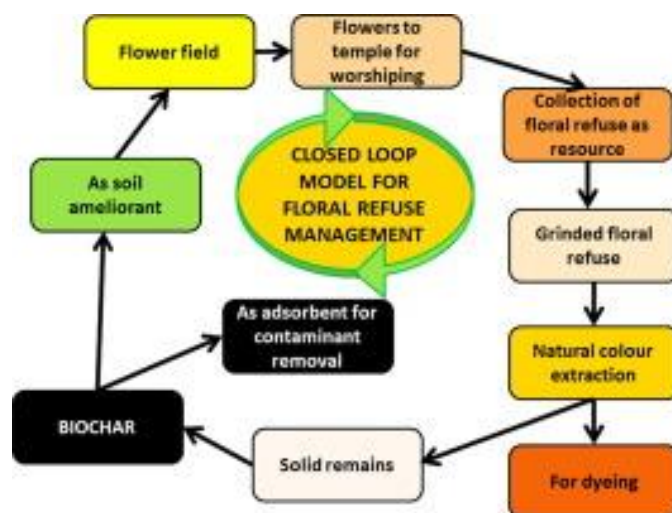 Flower field
Flowers to
temple for
worshiping
Collection of
floral refuse as
resource
CLOSED LOOP
MODEL FOR
FLORAL REFUSE
MANAGEMENT
As soil
ameliorant
Grinded floral
refuse
As adsorbent for
contaminant
removal
Natural colour
extraction
BIOCHAR
Solid remains
For dyeing